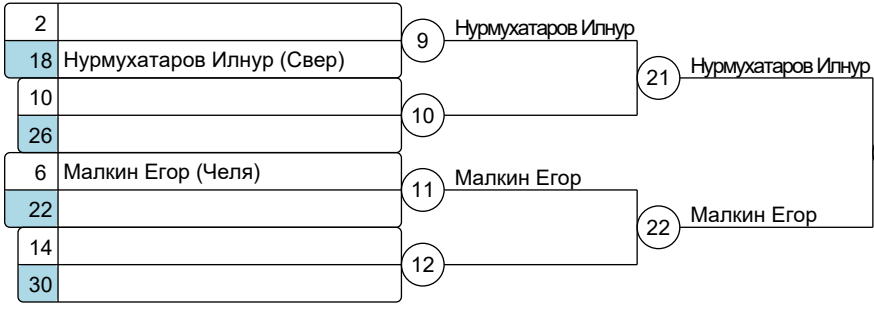 2
18 Нурмухатаров Илнур (Свер)
9 Нурмухатаров Илнур
10
26
10
21 Нурмухатаров Илнур
6 Малкин Егор (Челя)
22
11 Малкин Егор
14
30
12
22 Малкин Егор